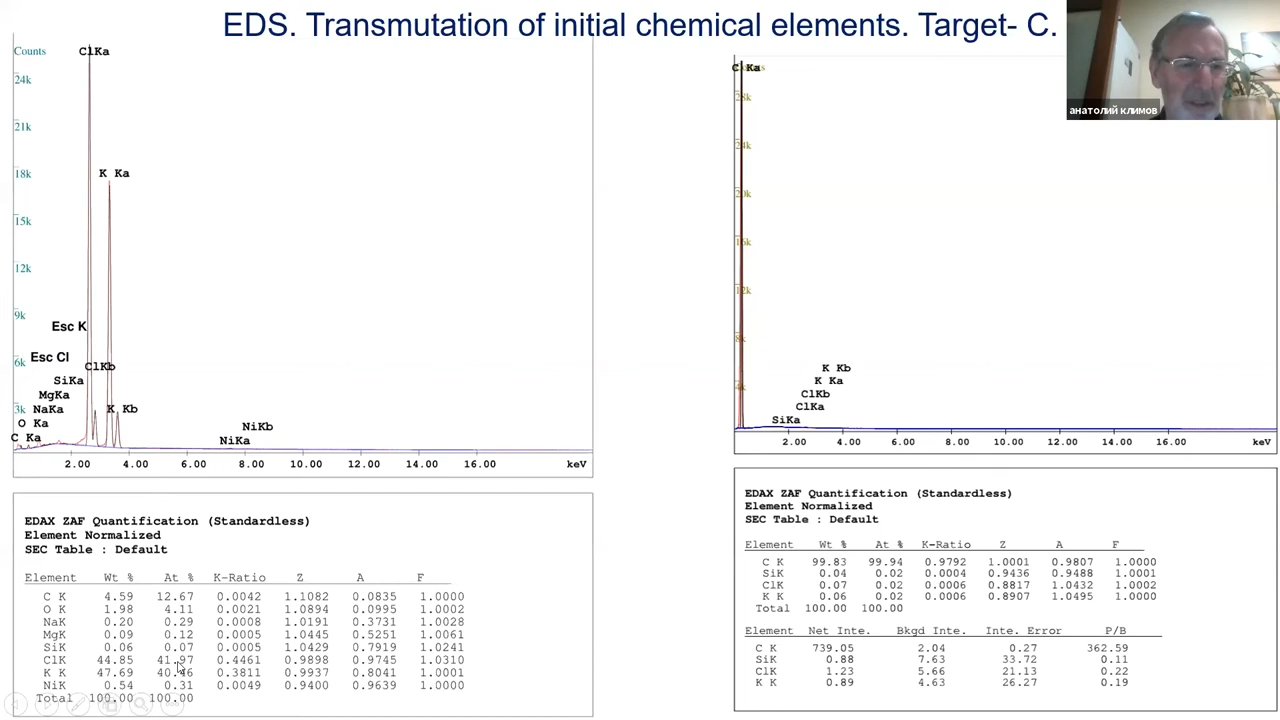 EDS. Transmutation of initial chemical elements. Target- C.
анатолий климов
Counts
ClKa
24k
21k
18k
K Ka
15k
12k
9k
Esc K
6k
Esc Cl
ClKb
SiKa
MgKa
NaKa
3k
K Kb
O Ka
C Ka
NiKb
NiKa
2.00 4.00 6.00 8.00 10.00 12.00 14.00 16.00 keV
EDAX ZAF Quantification (Standardless)
Element Normalized
SEC Table : Default
Element Wt % At % K-Ratio Z A F
C K 4.59 12.67 0.0042 1.1082 0.0835 1.0000
O K 1.98 4.11 0.0021 1.0894 0.0995 1.0002
NaK 0.20 0.29 0.0008 1.0191 0.3731 1.0028
MgK 0.09 0.12 0.0005 1.0445 0.5251 1.0061
SiK 0.06 0.07 0.0005 1.0429 0.7919 1.0241
ClK 44.85 41.97 0.4461 0.9898 0.9745 1.0310
K K 47.69 40.46 0.3811 0.9937 0.8041 1.0001
NiK 0.54 0.31 0.0049 0.9400 0.9639 1.0000
Total 100.00 100.00
C Ka
28k
24k
20k
16k
12k
8k
4k
K Kb
K Ka
ClKb
ClKa
SiKa
2.00 4.00 6.00 8.00 10.00 12.00 14.00 16.00 keV
EDAX ZAF Quantification (Standardless)
Element Normalized
SEC Table : Default
Element Wt % At % K-Ratio Z A F
C K 99.83 99.94 0.9792 1.0001 0.9807 1.0000
SiK 0.04 0.02 0.0004 0.9436 0.9488 1.0001
ClK 0.07 0.02 0.0006 0.8817 1.0432 1.0002
K K 0.06 0.02 0.0006 0.8907 1.0495 1.0000
Total 100.00 100.00
Element Net Inte. Bkgd Inte. Inte. Error P/B
C K 739.05 2.04 0.27 362.59
SiK 0.88 7.63 33.72 0.11
ClK 1.23 5.66 21.13 0.22
K K 0.89 4.63 26.27 0.19